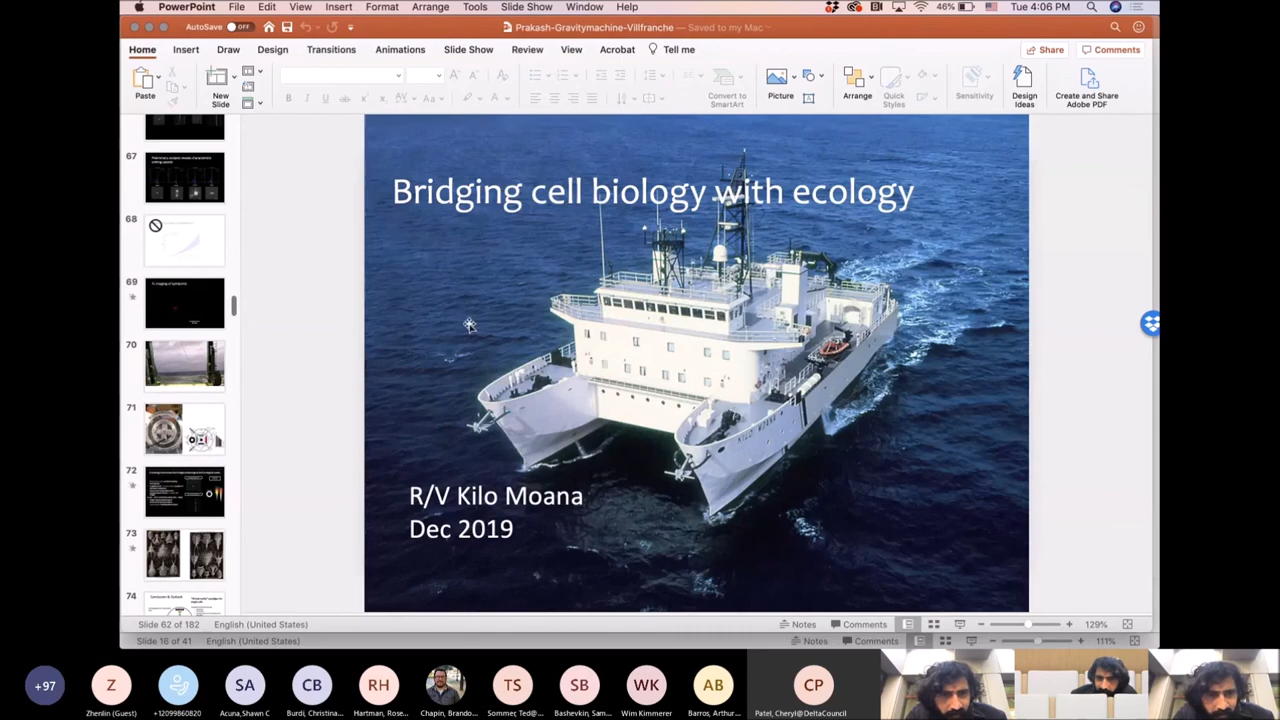 PowerPoint File Edit View Insert Format Arrange Tools Slide Show Window Help 46% Tue 4:06 PM
AutoSave OFF Prakash-Gravitymachine-Villfranche — Saved to my Mac
Home Insert Draw Design Transitions Animations Slide Show Review View Acrobat Tell me Share Comments
Paste New Slide Convert to SmartArt Picture Arrange Quick Styles Sensitivity Design Ideas Create and Share Adobe PDF
67
68
69
70
71
72
73
74
Bridging cell biology with ecology
KILO MOANA
R/V Kilo Moana
Dec 2019
Slide 62 of 182 English (United States) Notes Comments 129%
Slide 16 of 41 English (United States) Notes Comments 111%
+97 Z SA CB RH TS SB WK AB CP
Zhenlin (Guest) +12099860820 Acuna,Shawn C Burdi, Christina... Hartman, Rose... Chapin, Brando... Sommer, Ted@... Bashevkin, Sam... Wim Kimmerer Barros, Arthur... Patel, Cheryl@DeltaCouncil